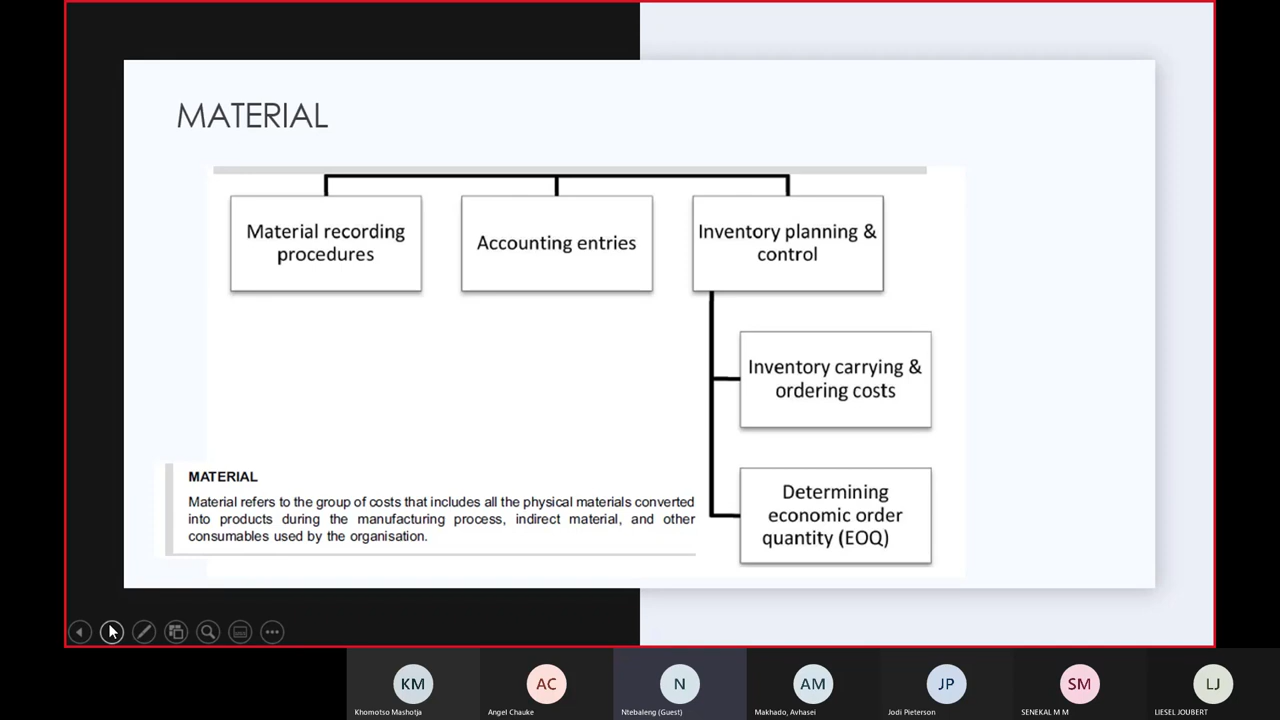 MATERIAL
Material recording
procedures
Accounting entries
Inventory planning &
control
Inventory carrying &
ordering costs
Determining
economic order
quantity (EOQ)
MATERIAL
Material refers to the group of costs that includes all the physical materials converted
into products during the manufacturing process, indirect material, and other
consumables used by the organisation.
KM
AC
N
AM
JP
SM
LJ
Khomotso Mashotja
Angel Chauke
Ntebaleng (Guest)
Makhado, Avhasei
Jodi Pieterson
SENEKAL M M
LIESEL JOUBERT